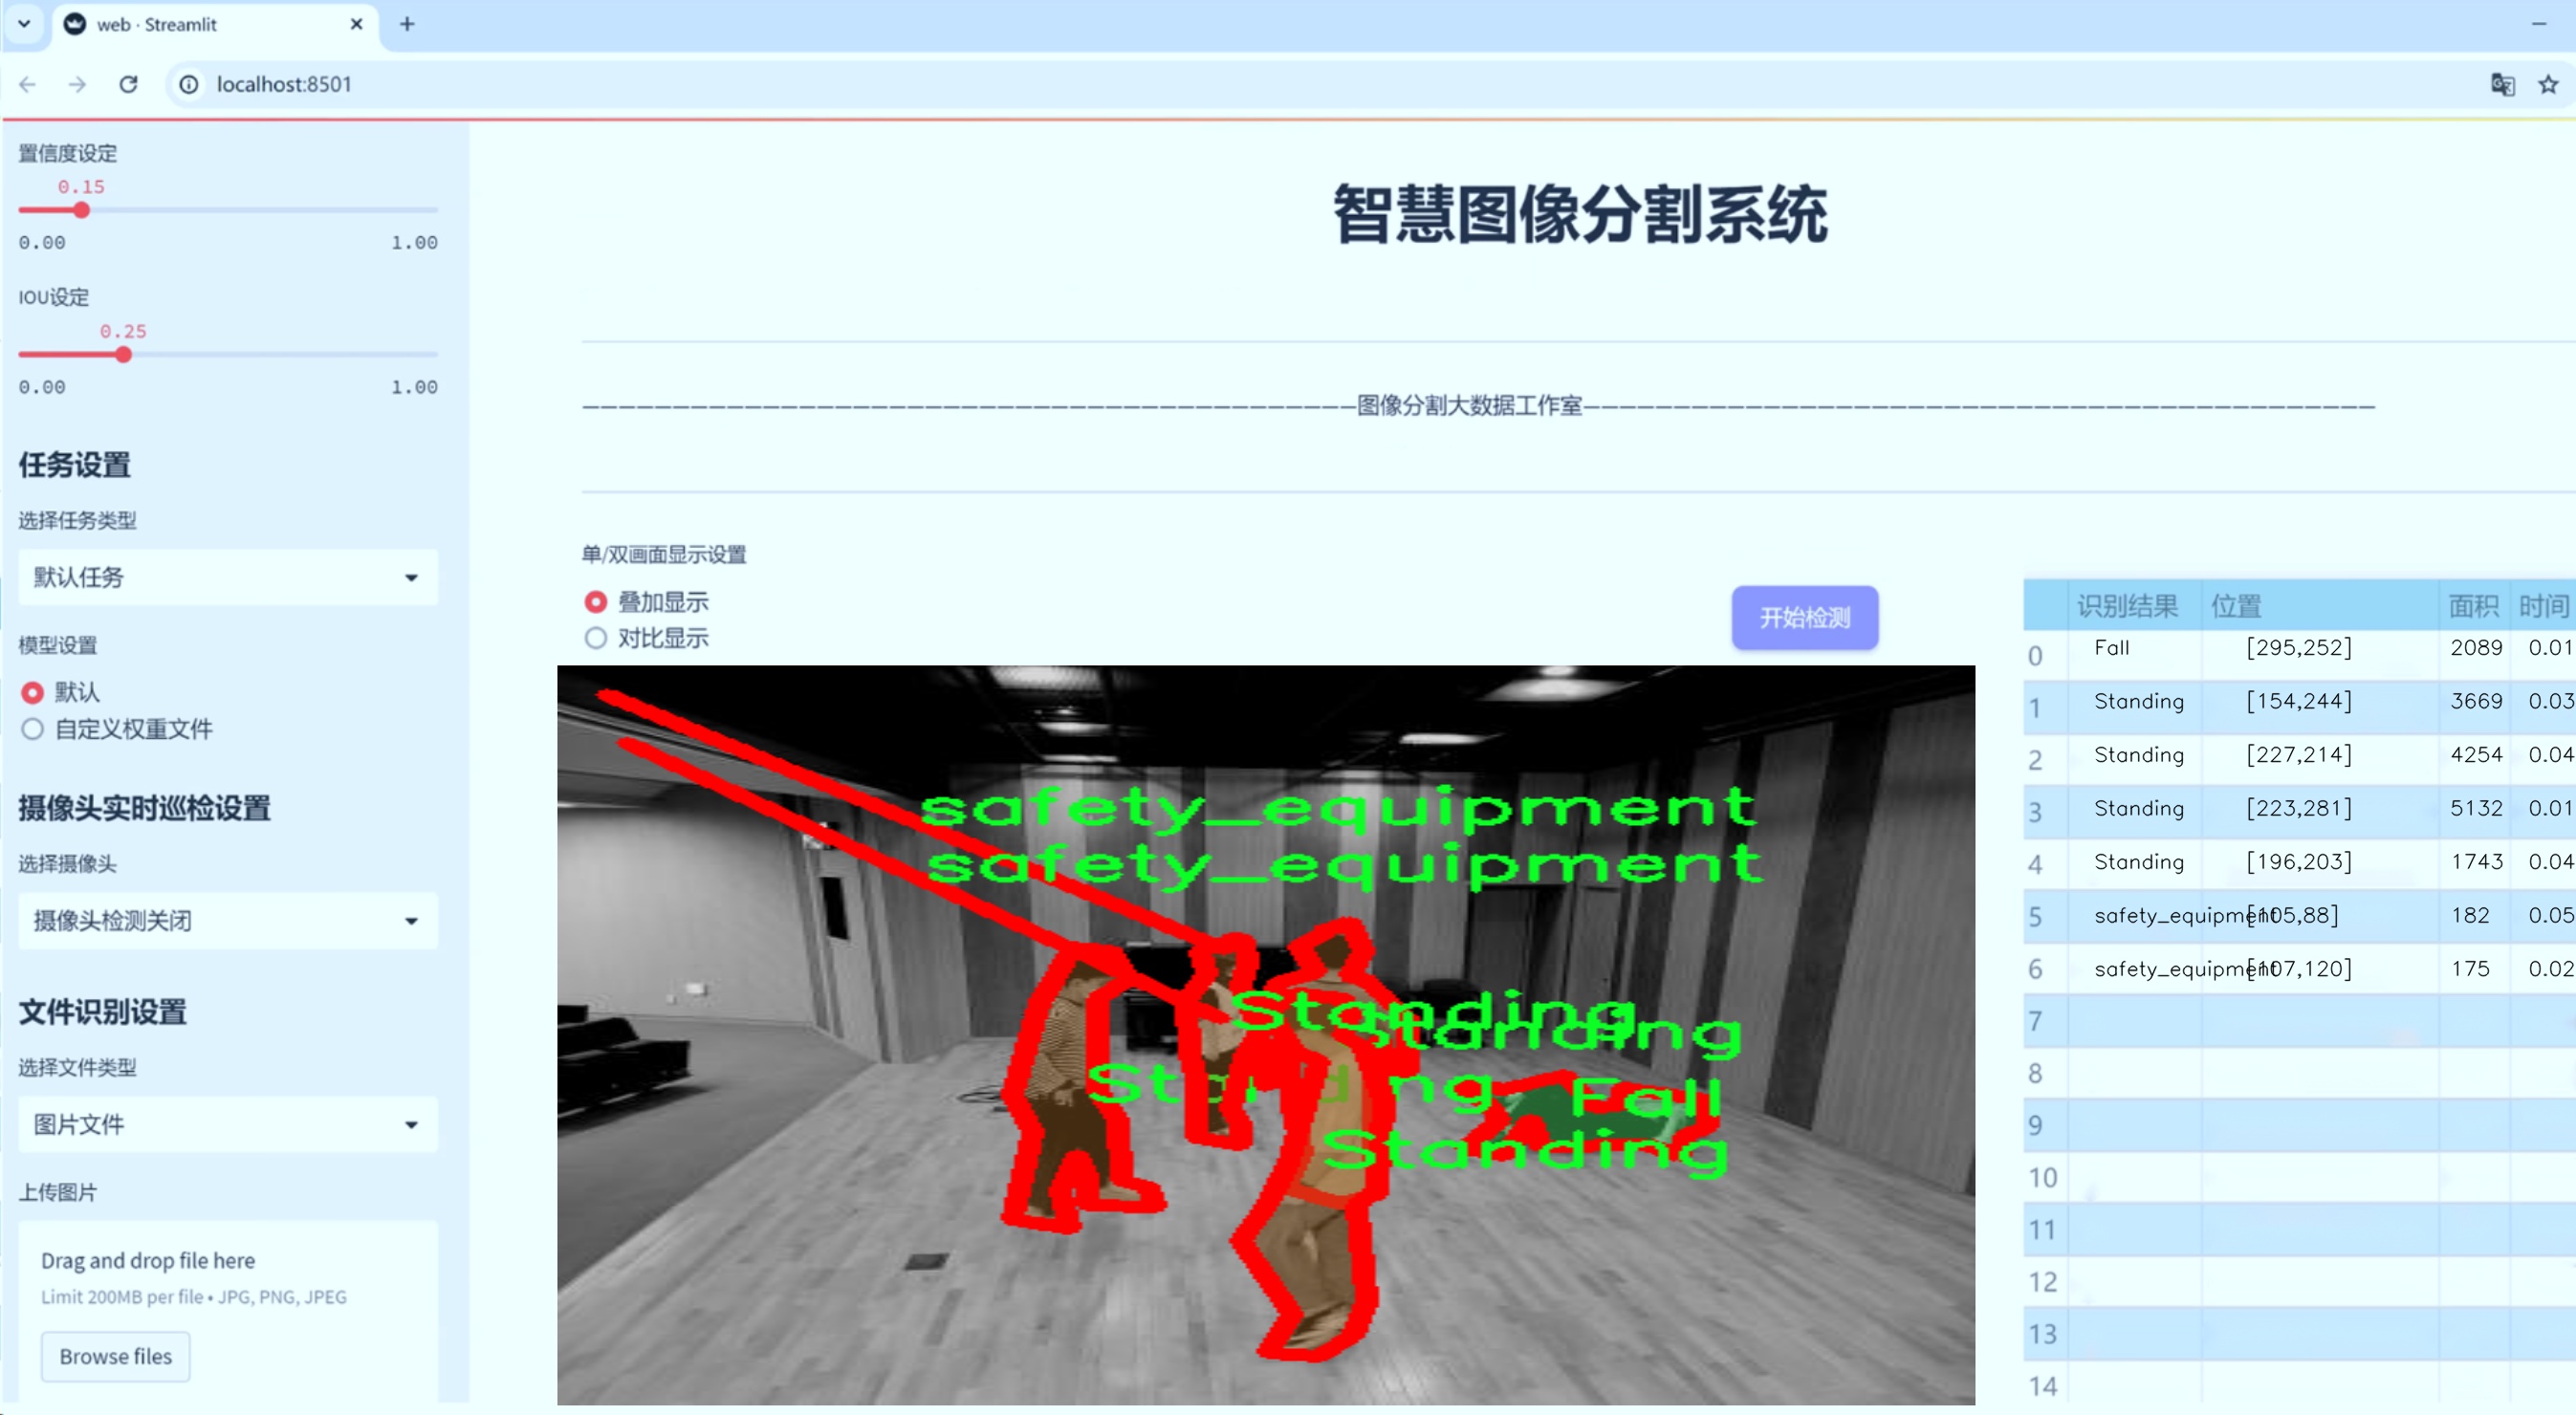 web · Streamlit
localhost:8501
置信度设定
0.15
0.00 1.00
IOU设定
0.25
0.00 1.00
任务设置
选择任务类型
默认任务
模型设置
默认
自定义权重文件
摄像头实时巡检设置
选择摄像头
摄像头检测关闭
文件识别设置
选择文件类型
图片文件
上传图片
Drag and drop file here
Limit 200MB per file • JPG, PNG, JPEG
Browse files
智慧图像分割系统
图像分割大数据工作室
单/双画面显示设置
叠加显示
对比显示
开始检测
safety_equipment
safety_equipment
Standing
Standing
Standing
Fall
Standing
识别结果 位置 面积 时间
0 Fall [295,252] 2089 0.01
1 Standing [154,244] 3669 0.03
2 Standing [227,214] 4254 0.04
3 Standing [223,281] 5132 0.01
4 Standing [196,203] 1743 0.04
5 safety_equipment [105,88] 182 0.05
6 safety_equipment [107,120] 175 0.02
7
8
9
10
11
12
13
14